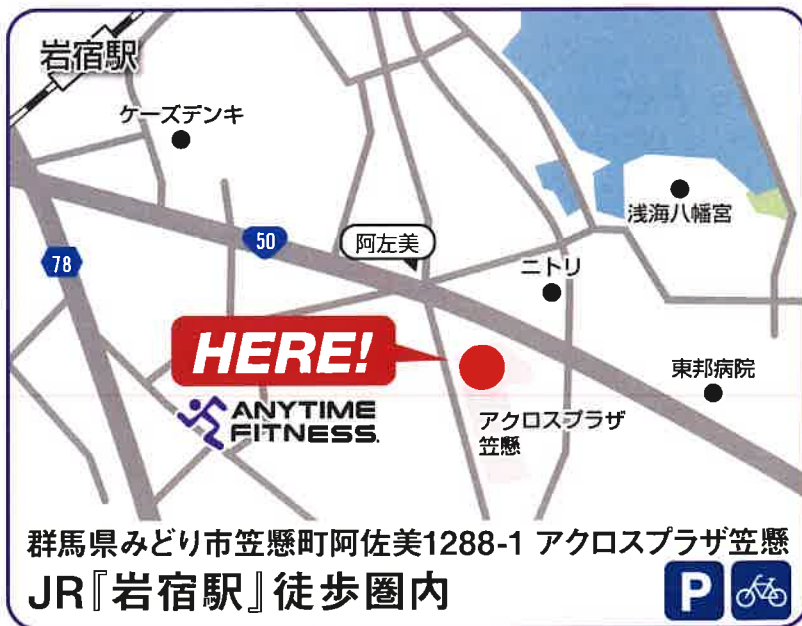 岩宿駅
ケーズデンキ
浅海八幡宮
阿左美
50
78
ニトリ
HERE!
東邦病院
ANYTIME
FITNESS.
アクロスプラザ
笠懸
群馬県みどり市笠懸町阿佐美1288-1 アクロスプラザ笠懸
JR『岩宿駅』徒歩圏内
P